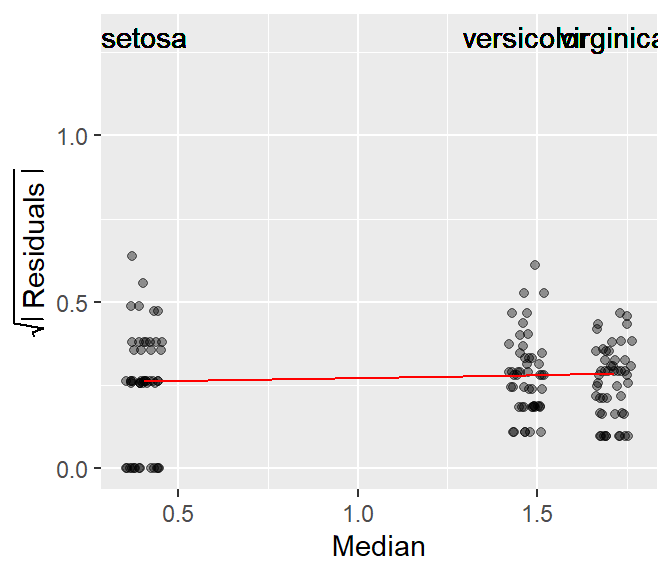 setosa
versicolor
virginica
1.0
0.5
0.0
√| Residuals |
0.5
1.0
1.5
Median